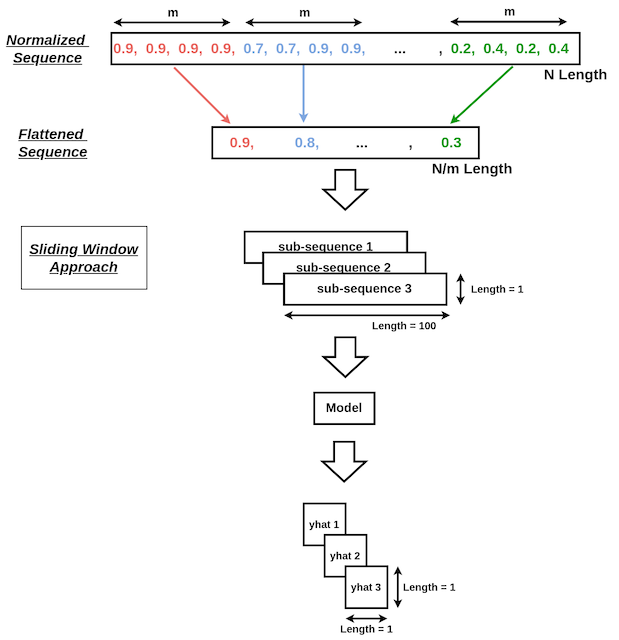 m m m
Normalized
Sequence
0.9, 0.9, 0.9, 0.9, 0.7, 0.7, 0.9, 0.9, ... , 0.2, 0.4, 0.2, 0.4
N Length
Flattened
Sequence
0.9, 0.8, ... , 0.3
N/m Length
Sliding Window
Approach
sub-sequence 1
sub-sequence 2
sub-sequence 3
Length = 1
Length = 100
Model
yhat 1
yhat 2
yhat 3
Length = 1
Length = 1